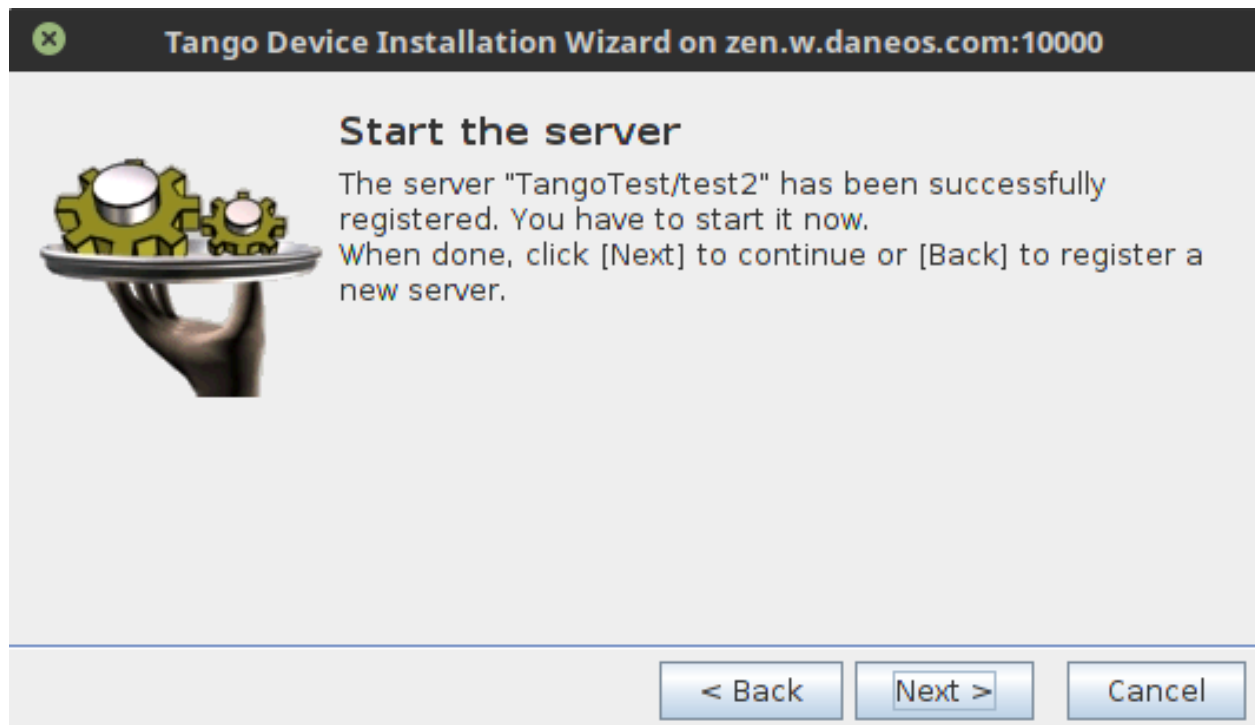 Tango Device Installation Wizard on zen.w.daneos.com:10000
Start the server
The server "TangoTest/test2" has been successfully
registered. You have to start it now.
When done, click [Next] to continue or [Back] to register a
new server.
< Back Next > Cancel